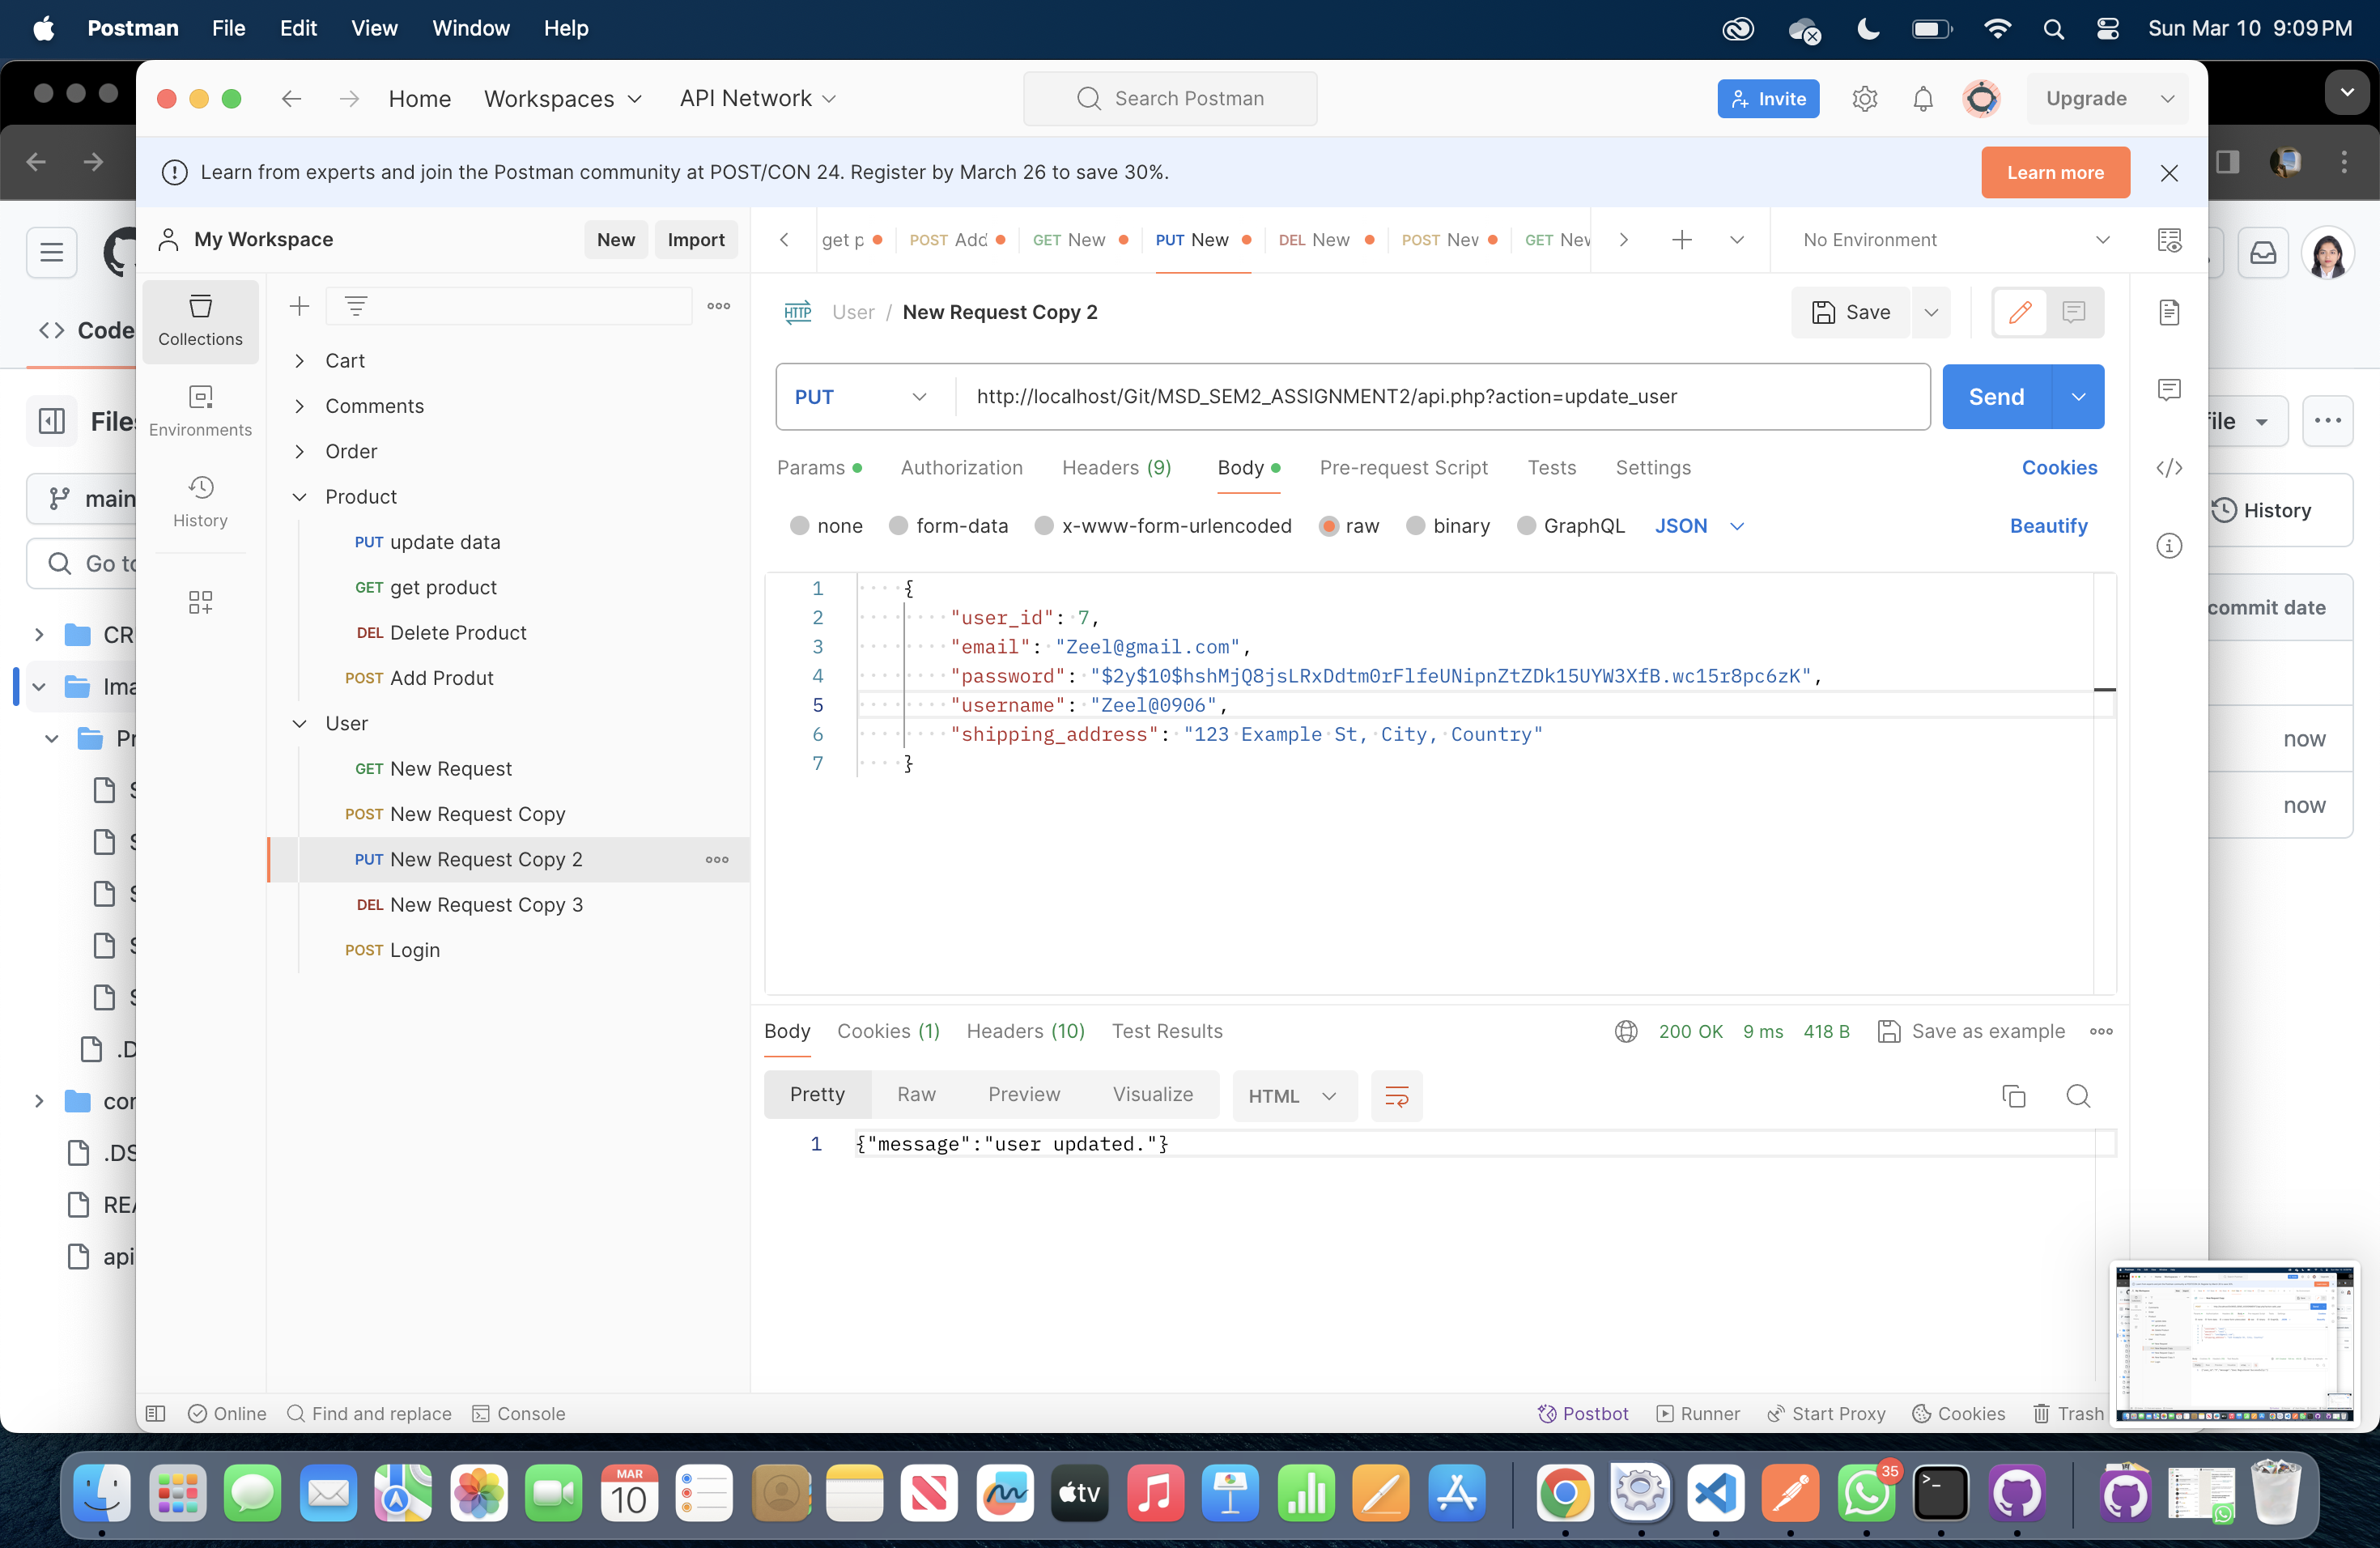 Postman File Edit View Window Help Sun Mar 10 9:09 PM
Home Workspaces API Network Search Postman Invite Upgrade
Learn from experts and join the Postman community at POST/CON 24. Register by March 26 to save 30%. Learn more
My Workspace New Import
get p POST Add GET New PUT New DEL New POST New GET New No Environment
Collections
Environments
History
Cart
Comments
Order
Product
PUT update data
GET get product
DEL Delete Product
POST Add Produt
User
GET New Request
POST New Request Copy
PUT New Request Copy 2
DEL New Request Copy 3
POST Login
HTTP User / New Request Copy 2 Save
PUT http://localhost/Git/MSD_SEM2_ASSIGNMENT2/api.php?action=update_user Send
Params Authorization Headers (9) Body Pre-request Script Tests Settings Cookies
none form-data x-www-form-urlencoded raw binary GraphQL JSON Beautify
1 {
2 "user_id": 7,
3 "email": "Zeel@gmail.com",
4 "password": "$2y$10$hshMjQ8jsLRxDdtm0rFlfeUNipnZtZDk15UYW3XfB.wc15r8pc6zK",
5 "username": "Zeel@0906",
6 "shipping_address": "123 Example St, City, Country"
7 }
Body Cookies (1) Headers (10) Test Results 200 OK 9 ms 418 B Save as example
Pretty Raw Preview Visualize HTML
1 {"message":"user updated."}
Online Find and replace Console Postbot Runner Start Proxy Cookies Trash
Code
Files
main
Go to
.DS
History
commit date
now
now
MAR
10
tv
35